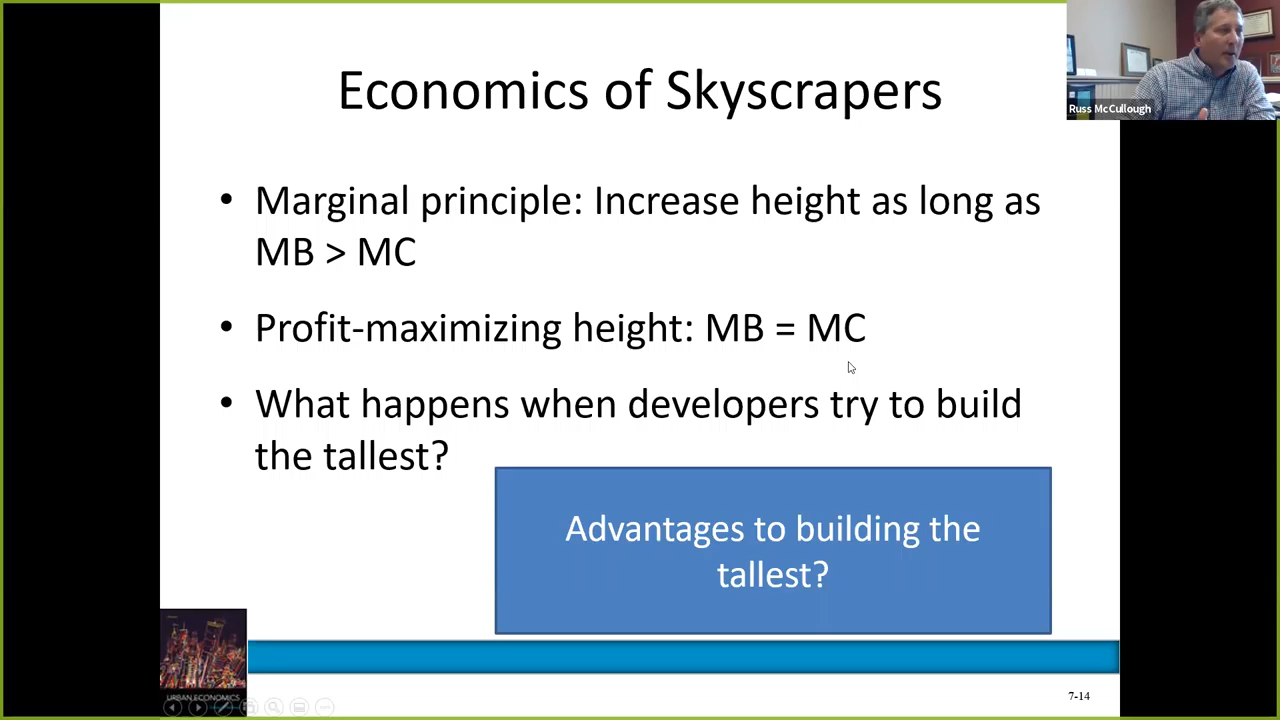 Economics of Skyscrapers
Russ McCullough
• Marginal principle: Increase height as long as
MB > MC
• Profit-maximizing height: MB = MC
• What happens when developers try to build
the tallest?
Advantages to building the
tallest?
URBAN ECONOMICS
7-14